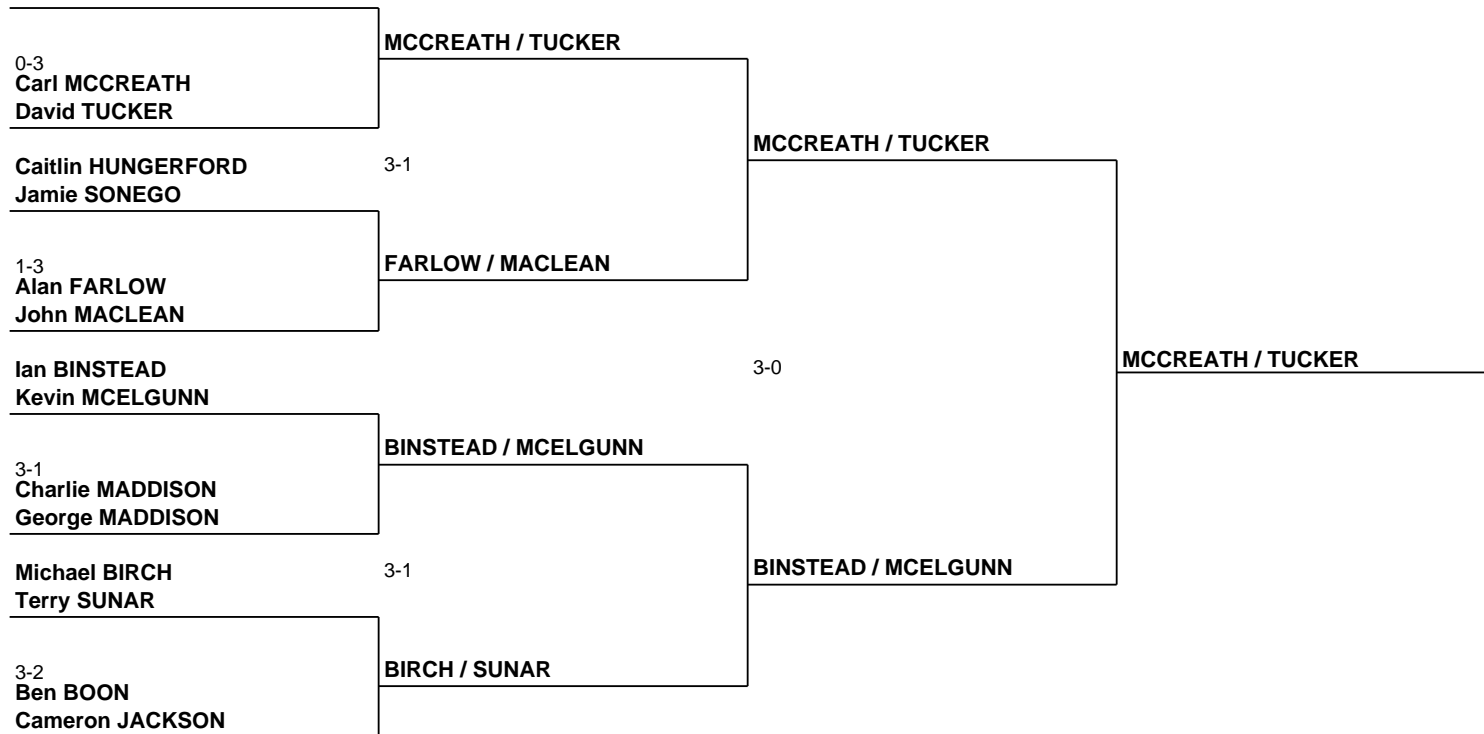 0-3
Carl MCCREATH
David TUCKER
Caitlin HUNGERFORD
Jamie SONEGO
1-3
Alan FARLOW
John MACLEAN
Ian BINSTEAD
Kevin MCELGUNN
3-1
Charlie MADDISON
George MADDISON
Michael BIRCH
Terry SUNAR
3-2
Ben BOON
Cameron JACKSON
MCCREATH / TUCKER
3-1
FARLOW / MACLEAN
BINSTEAD / MCELGUNN
3-1
BIRCH / SUNAR
MCCREATH / TUCKER
3-0
BINSTEAD / MCELGUNN
MCCREATH / TUCKER